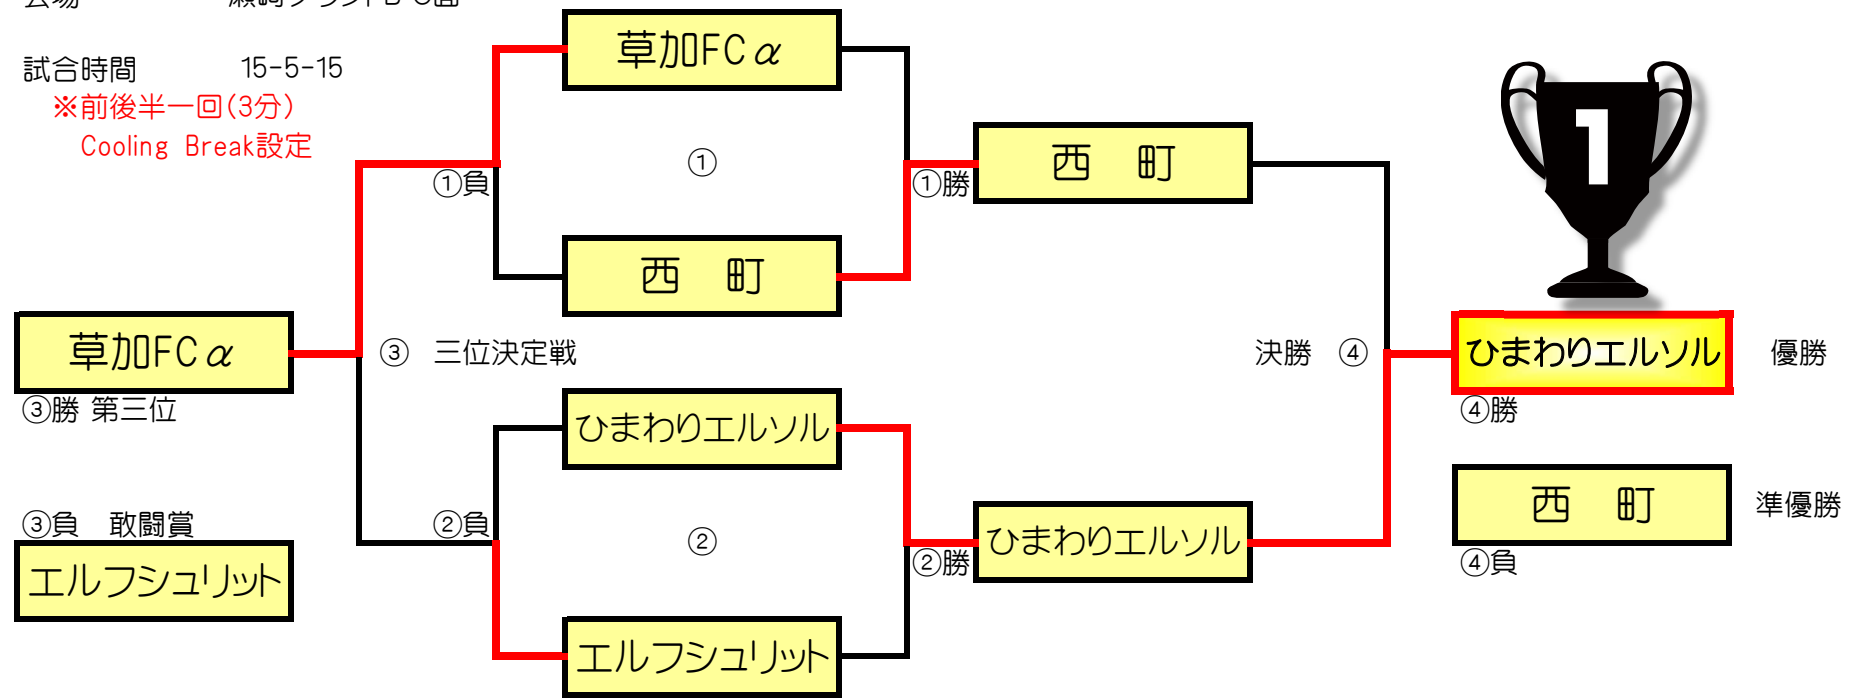 試合時間 15-5-15
※前後半一回(3分)
Cooling Break設定
草加FCα
①
①負
①勝
西 町
西 町
1
草加FCα
③勝 第三位
③ 三位決定戦
決勝 ④
ひまわりエルソル
優勝
④勝
ひまわりエルソル
③負 敢闘賞
エルフシュリット
②負
②
②勝
ひまわりエルソル
西 町
準優勝
④負
エルフシュリット